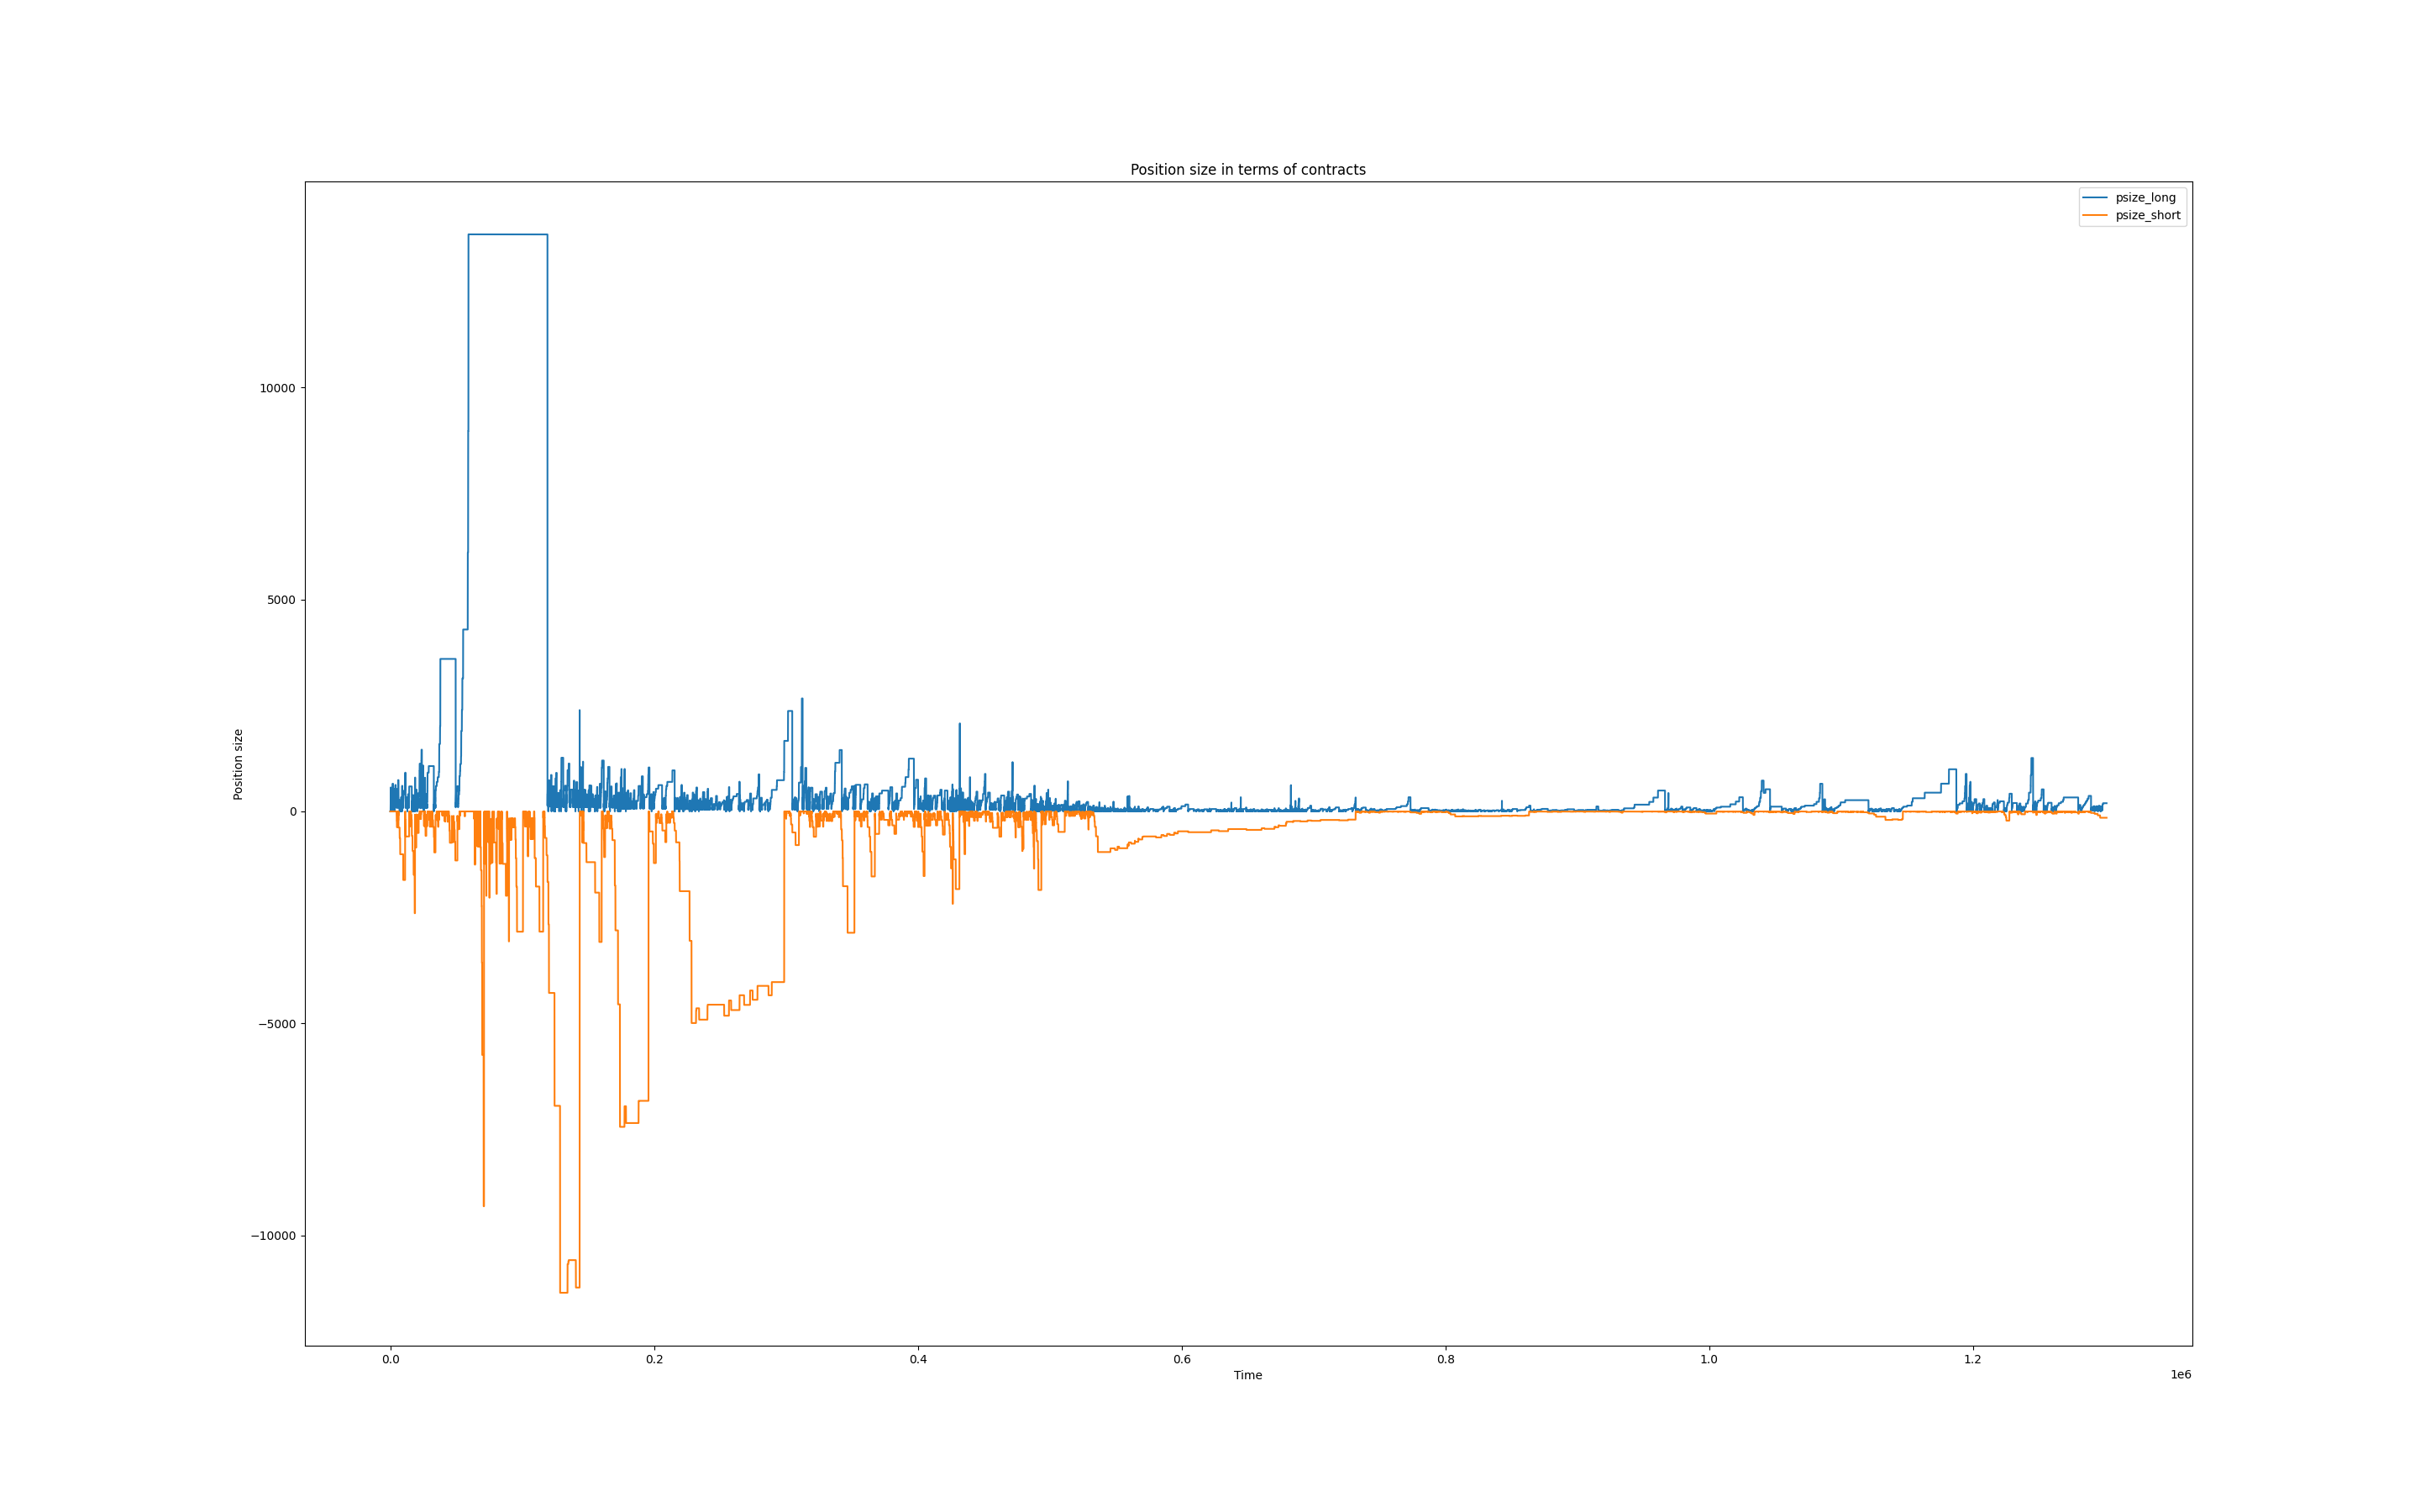 Position size in terms of contracts
psize_long
psize_short
10000
5000
0
−5000
−10000
Position size
0.0 0.2 0.4 0.6 0.8 1.0 1.2
Time
1e6